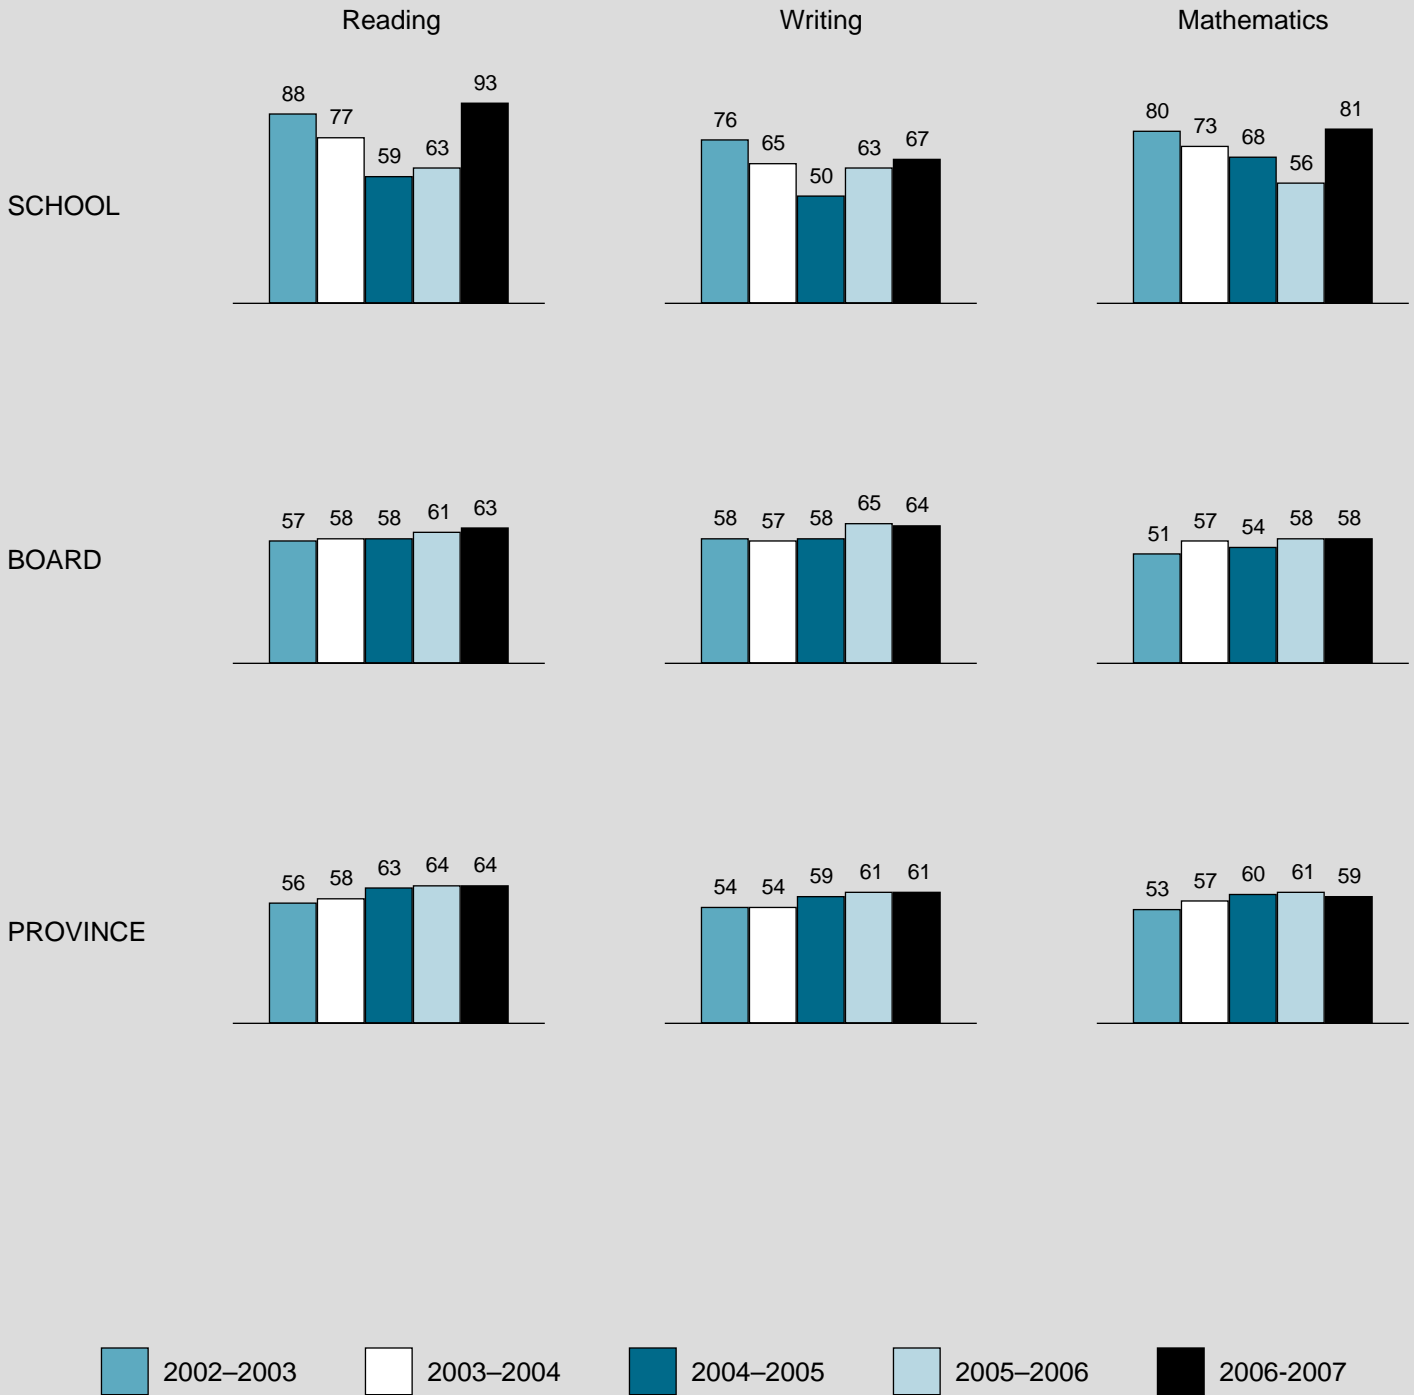 Reading Writing Mathematics
SCHOOL
88 77 59 63 93
76 65 50 63 67
80 73 68 56 81
BOARD
57 58 58 61 63
58 57 58 65 64
51 57 54 58 58
PROVINCE
56 58 63 64 64
54 54 59 61 61
53 57 60 61 59
2002–2003 2003–2004 2004–2005 2005–2006 2006-2007